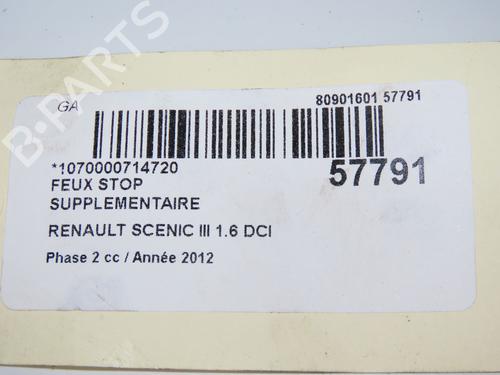 GA
80901601 57791
*1070000714720
57791
FEUX STOP
SUPPLEMENTAIRE
RENAULT SCENIC III 1.6 DCI
Phase 2 cc / Année 2012
B-PARTS